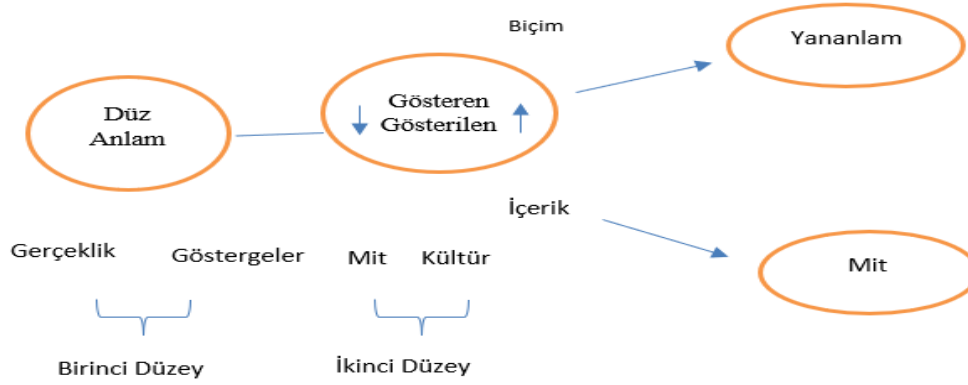 Biçim
Yananlam
Düz
Anlam
Gösteren
Gösterilen
İçerik
Gerçeklik
Göstergeler
Mit
Kültür
Mit
Birinci Düzey
İkinci Düzey